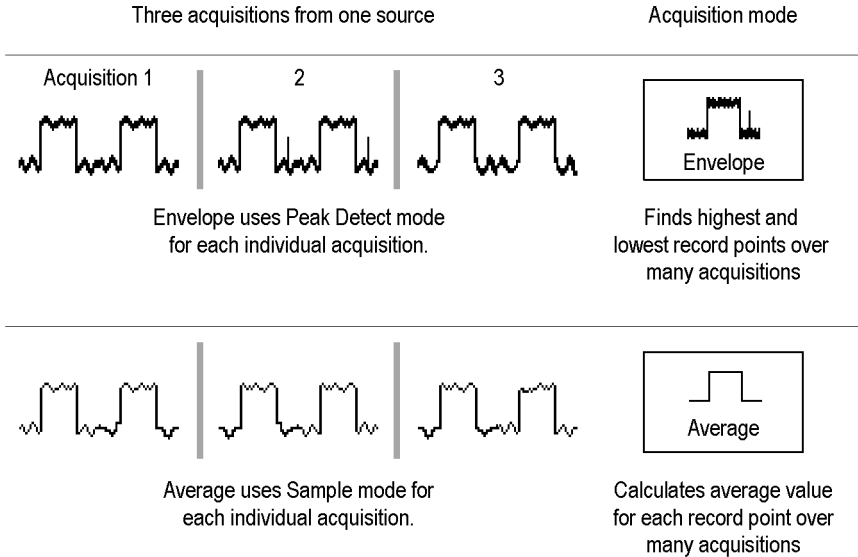 Three acquisitions from one source
Acquisition mode
Acquisition 1
2
3
Envelope
Envelope uses Peak Detect mode
for each individual acquisition.
Finds highest and
lowest record points over
many acquisitions
Average
Average uses Sample mode for
each individual acquisition.
Calculates average value
for each record point over
many acquisitions